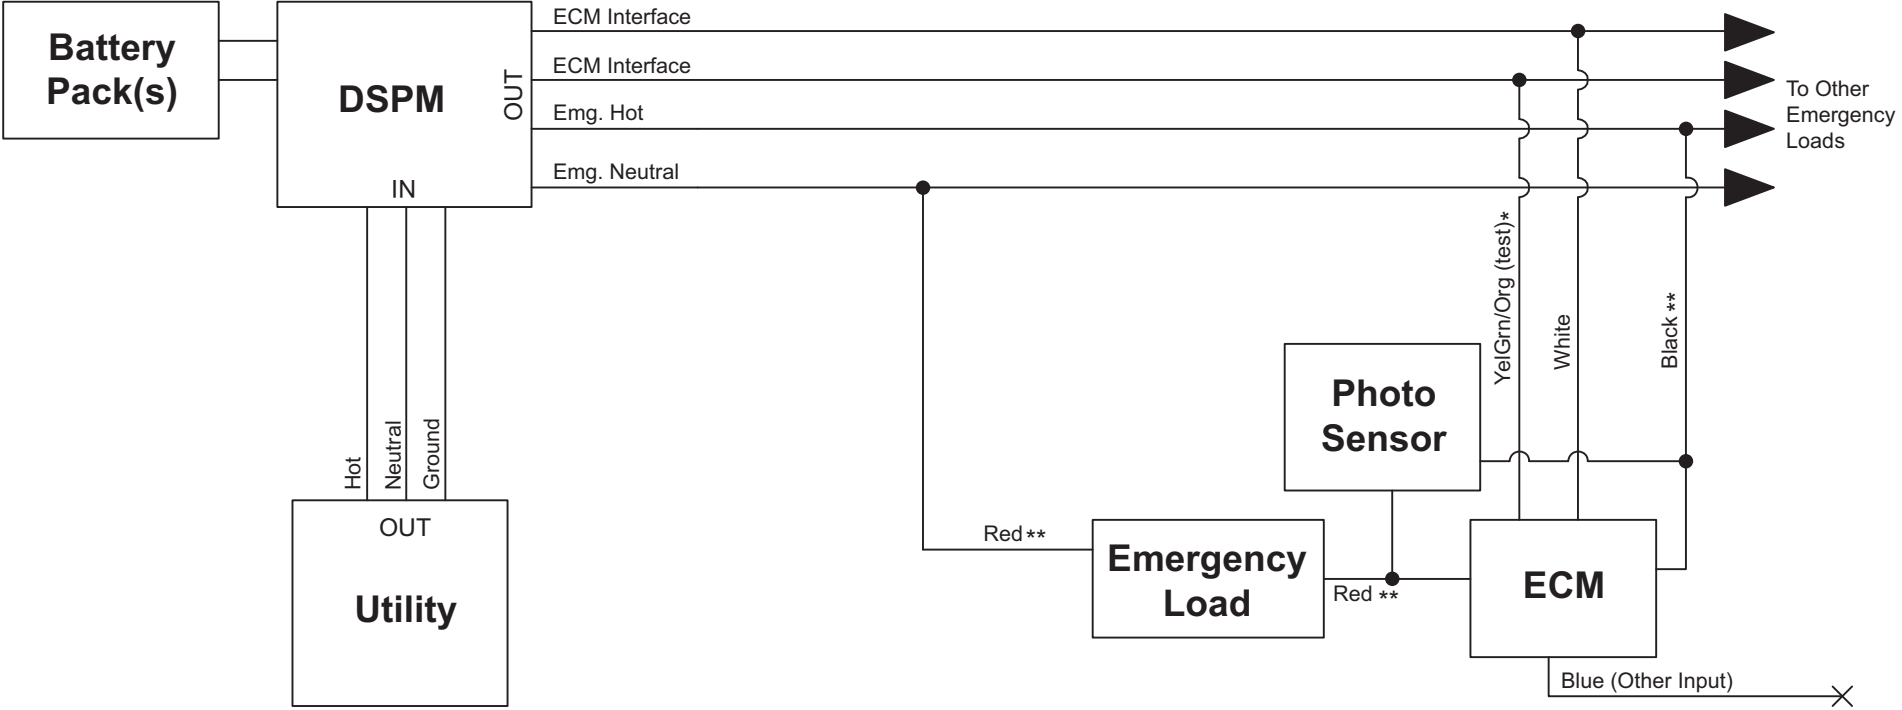 Battery
Pack(s)
DSPM
OUT
IN
ECM Interface
ECM Interface
Emg. Hot
Emg. Neutral
To Other
Emergency
Loads
YelGrn/Org (test)*
White
Black **
Hot
Neutral
Ground
OUT
Utility
Photo
Sensor
Red **
Emergency
Load
Red **
ECM
Blue (Other Input)